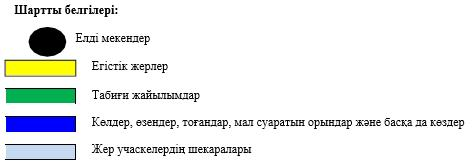 Шартты белгілері:
Елді мекендер
Егістік жерлер
Табиғи жайылымдар
Көлдер, өзендер, тоғандар, мал суаратын орындар және басқа да көздер
Жер учаскелердің шекаралары